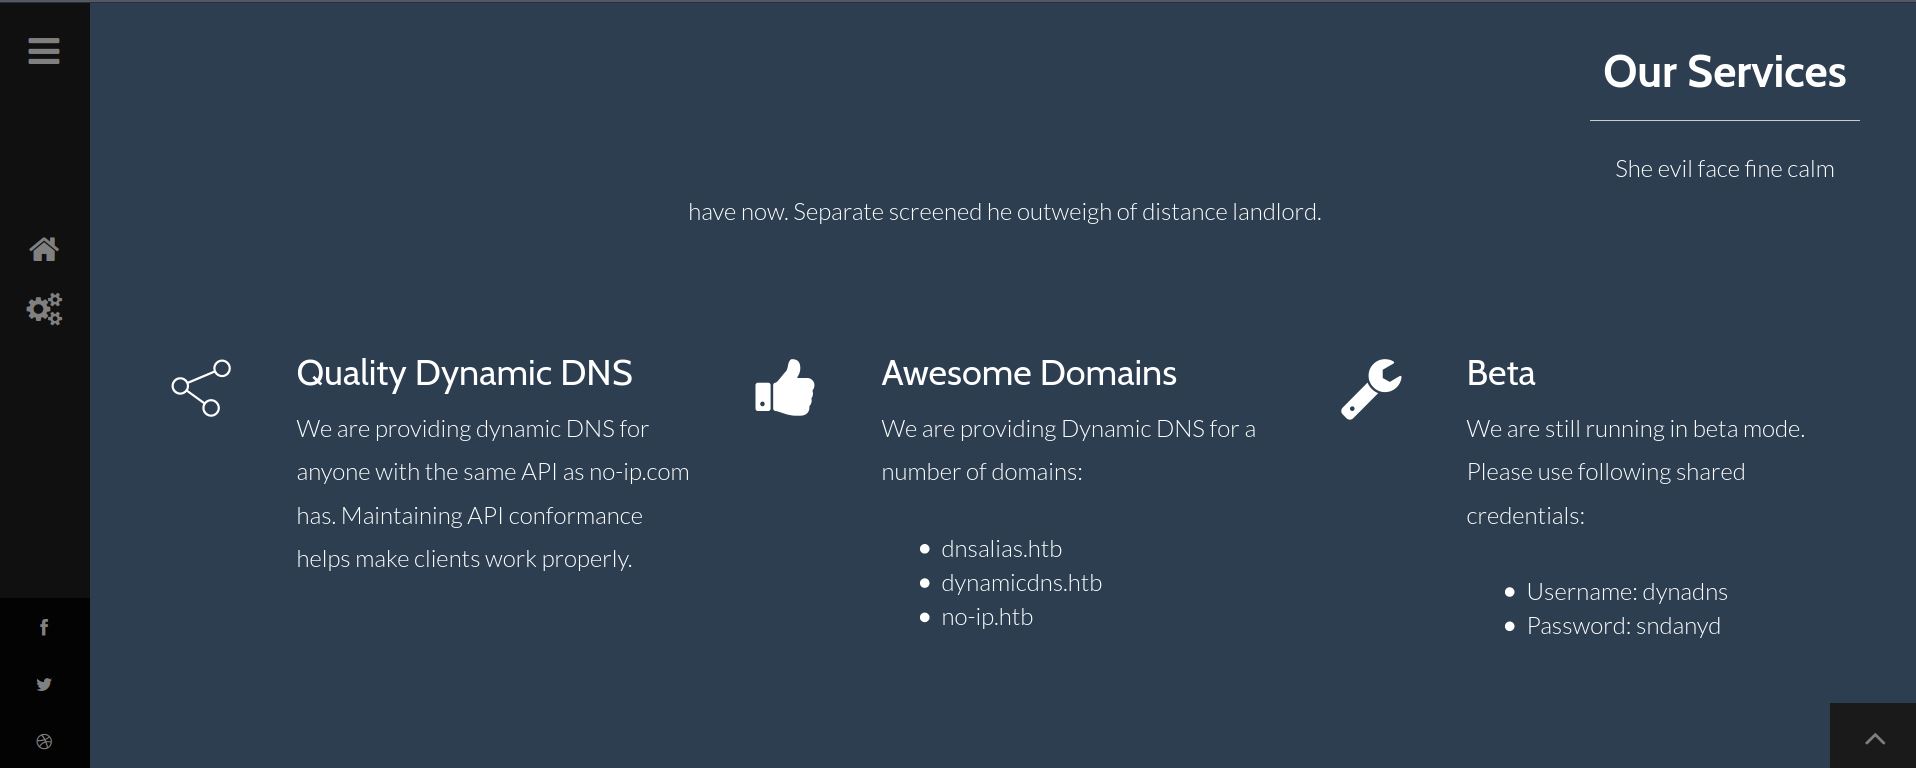 Our Services
She evil face fine calm
have now. Separate screened he outweigh of distance landlord.
Quality Dynamic DNS
We are providing dynamic DNS for
anyone with the same API as no-ip.com
has. Maintaining API conformance
helps make clients work properly.
Awesome Domains
We are providing Dynamic DNS for a
number of domains:
dnsalias.htb
dynamicdns.htb
no-ip.htb
Beta
We are still running in beta mode.
Please use following shared
credentials:
Username: dynadns
Password: sndanyd